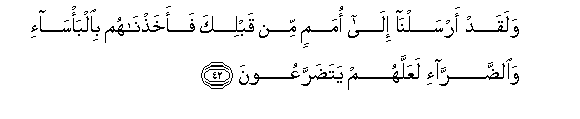 وَلَقَدْ أَرْسَلْنَآ إِلَىٰٓ أُمَمٍ مِّن قَبْلِكَ فَأَخَذْنَٰهُم بِٱلْبَأْسَآءِ
وَٱلضَّرَّآءِ لَعَلَّهُمْ يَتَضَرَّعُونَ ٤٢